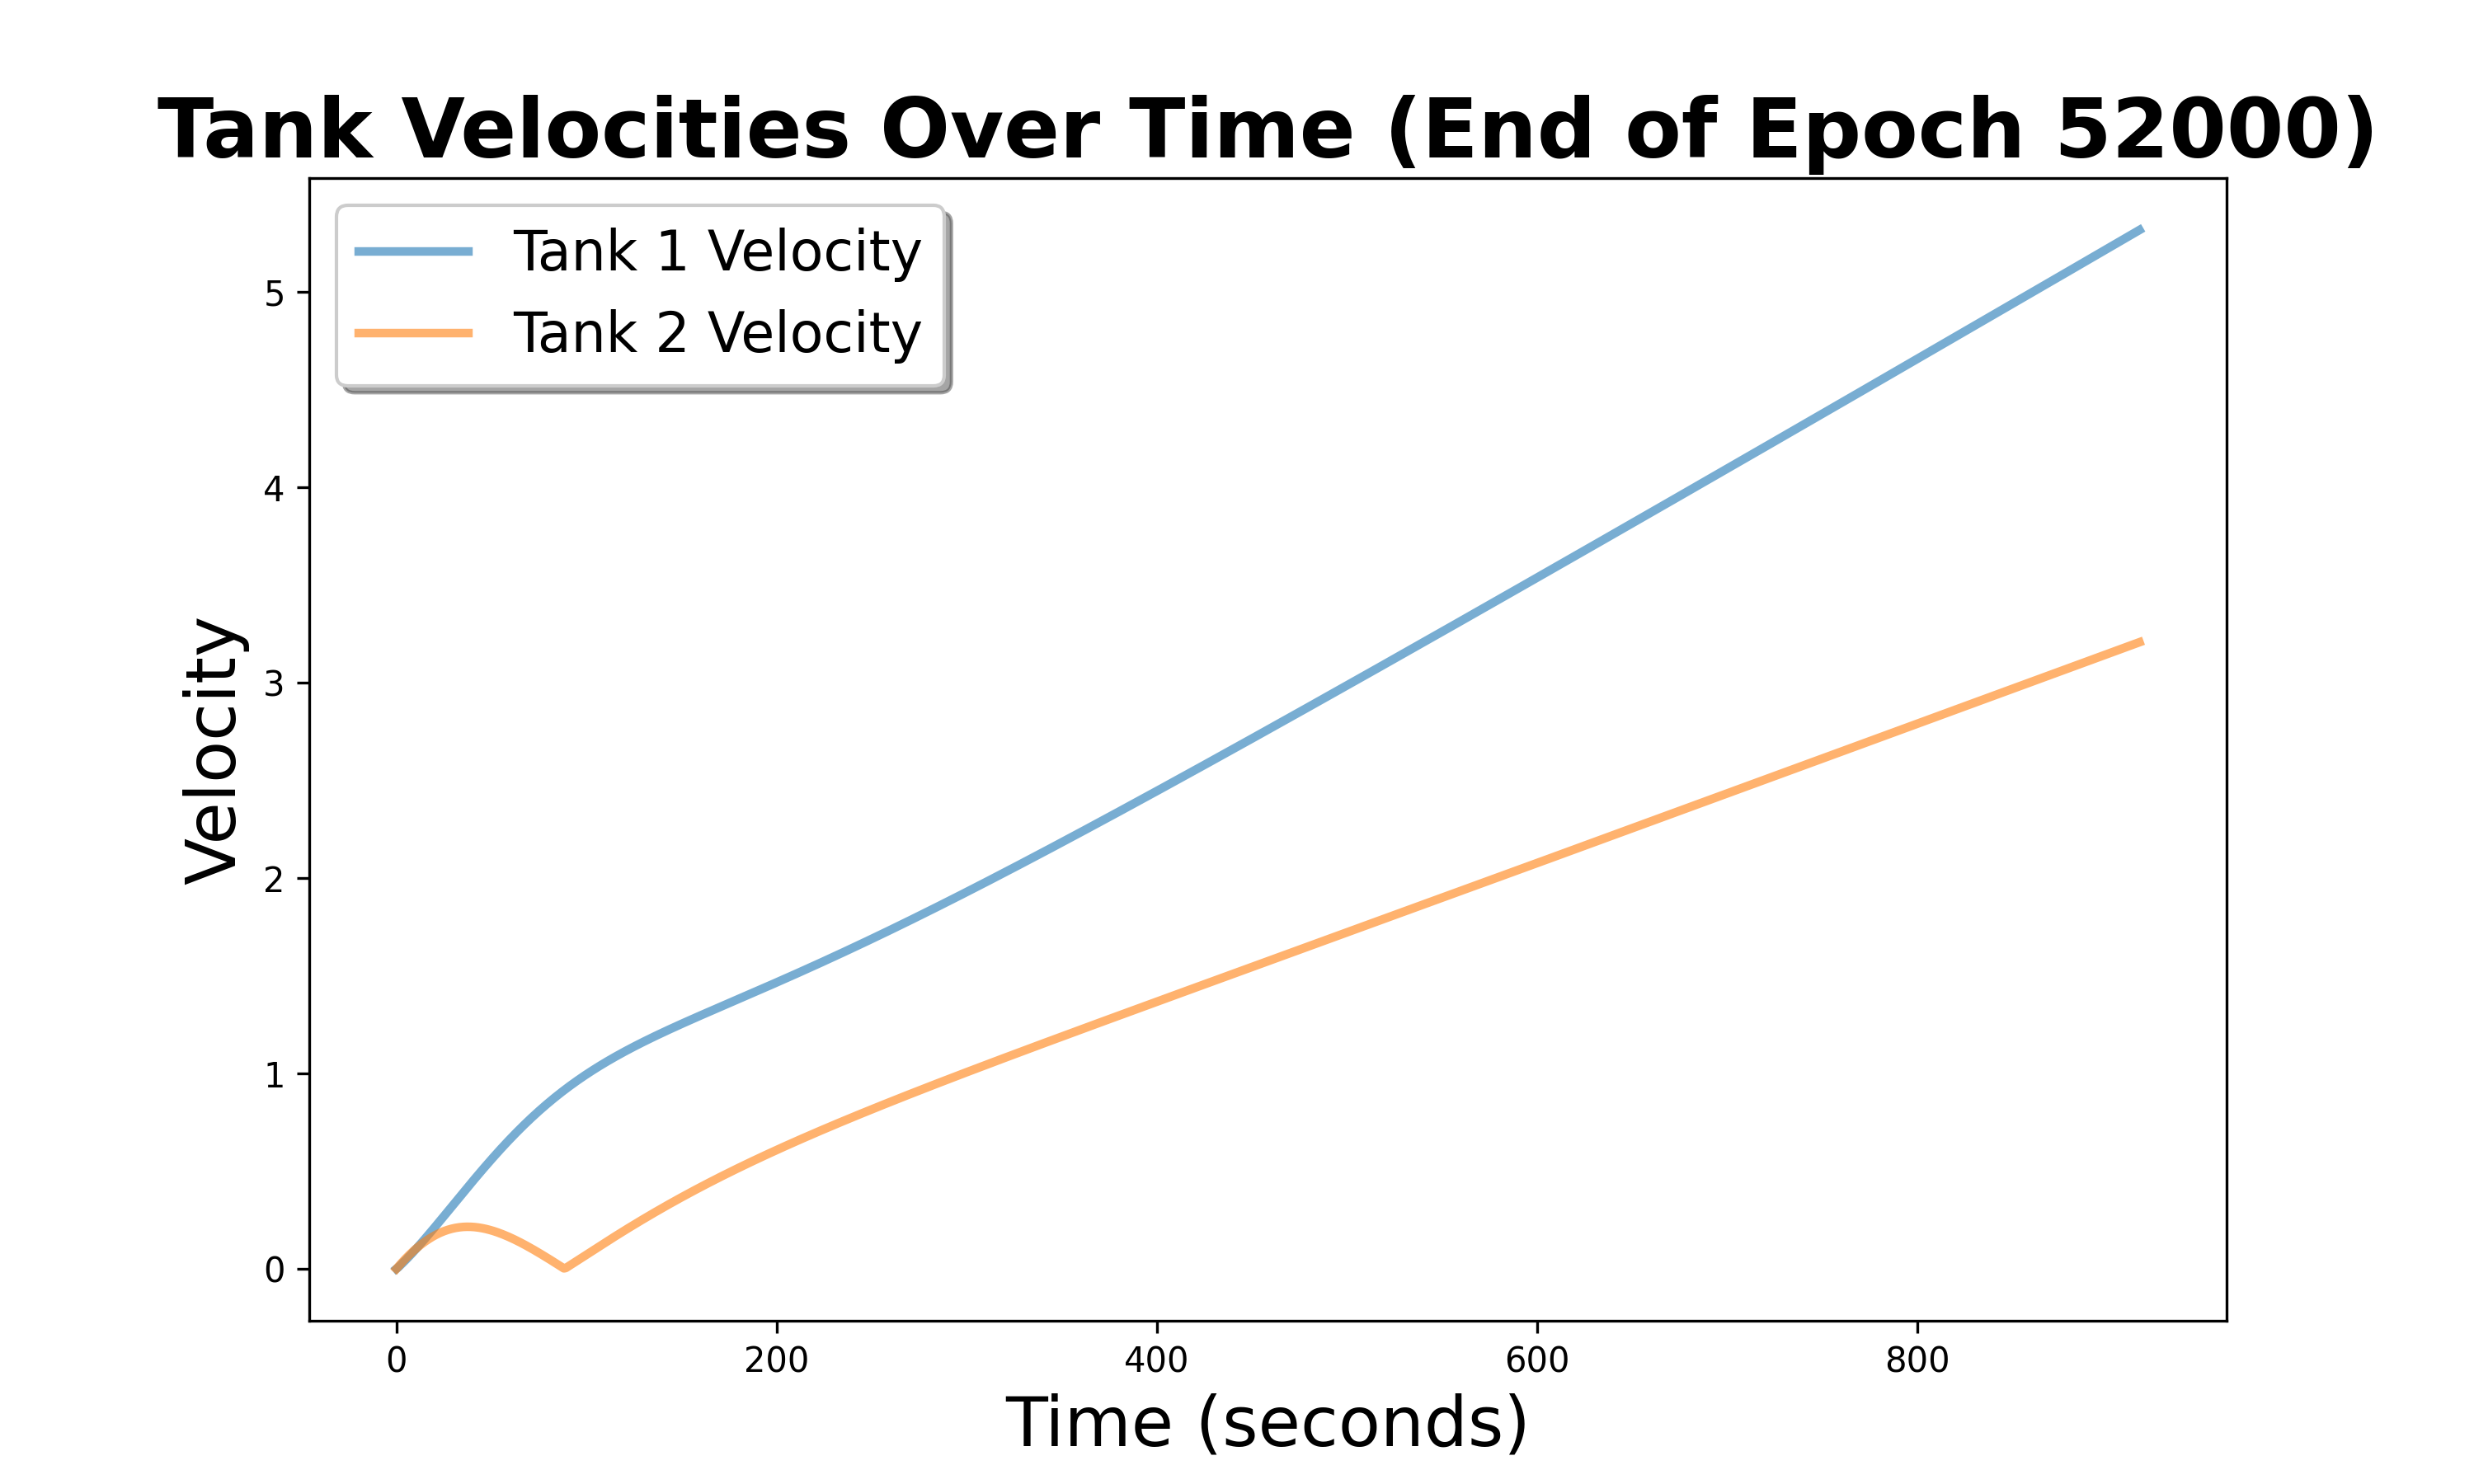 Tank Velocities Over Time (End of Epoch 52000)
Tank 1 Velocity
Tank 2 Velocity
Velocity
5
4
3
2
1
0
0 200 400 600 800
Time (seconds)